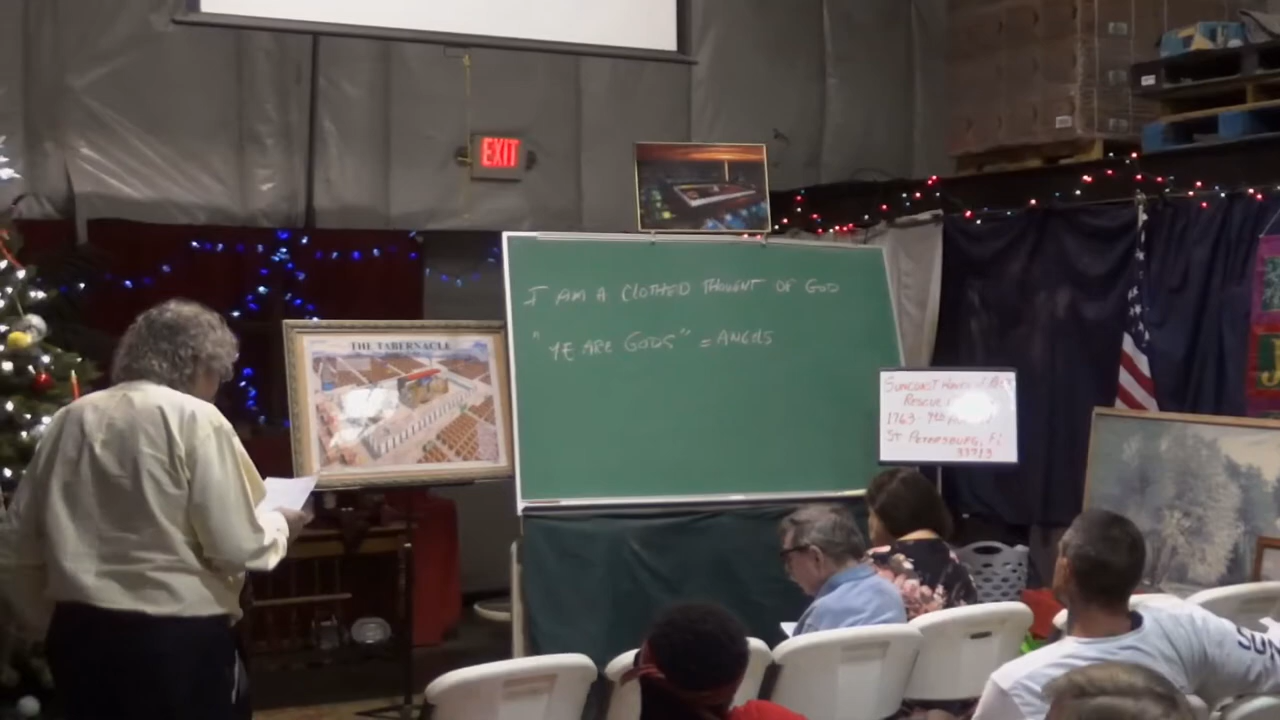 EXIT
I AM A CLOTHED THOUGHT OF GOD
"YE ARE GODS" = ANGELS
THE TABERNACLE
SUNCOAST
RESCUE
1763
ST PETERSBURG, FL
33713
SUN